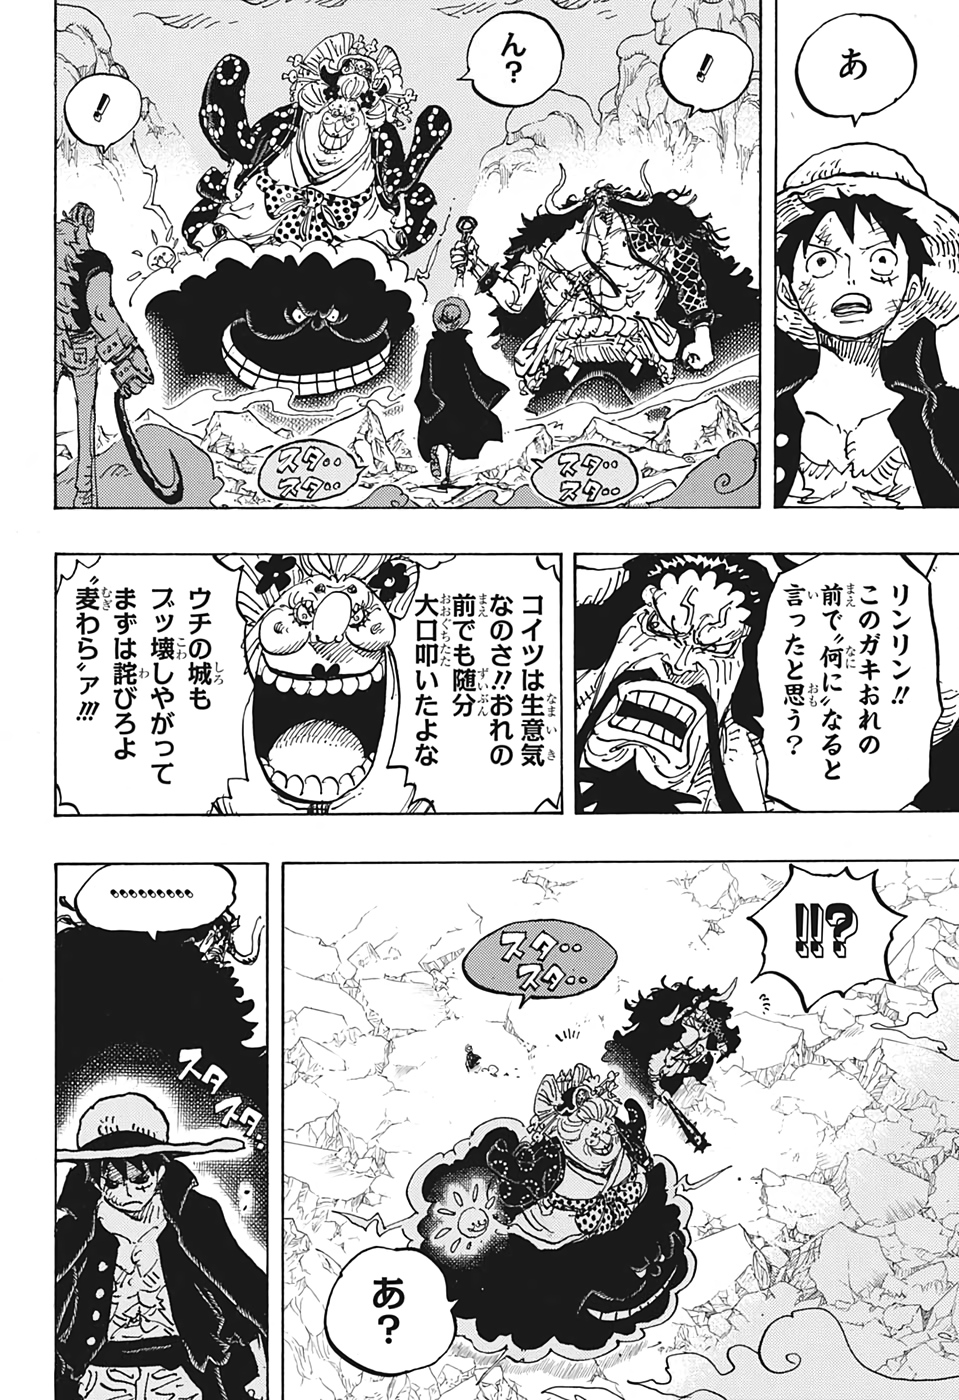 あ
!
ん?
!
スタ‥
スタ‥
スタ‥
スタ‥
リンリン!!
このガキおれの
前で〝何に〟なると
言ったと思う?
コイツは生意気
なのさ!!おれの
前でも随分
大口叩いたよな
ウチの城も
ブッ壊しやがって
まずは詫びろよ
〝麦わら〟ァ!!!
!!!?
スタ‥
スタ‥
あ?
………
スタ
スタ‥